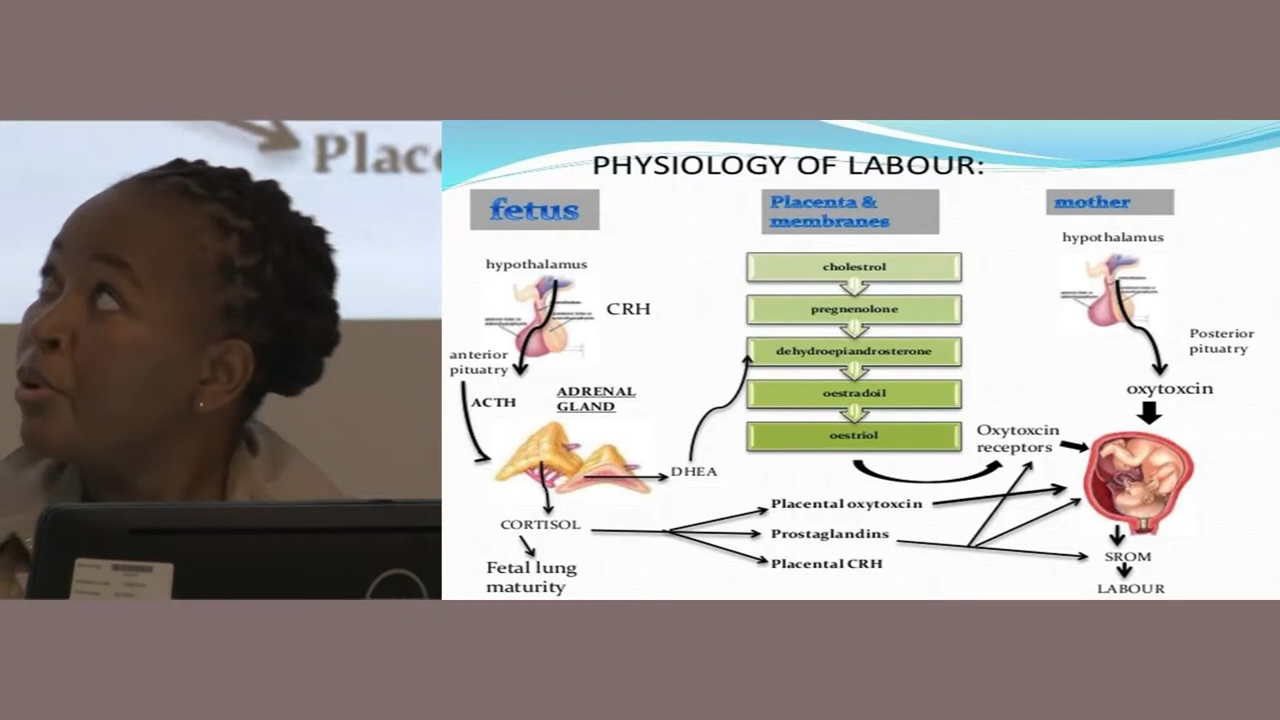 Plac
PHYSIOLOGY OF LABOUR:
fetus
hypothalamus
CRH
anterior
pituatry
ACTH
ADRENAL
GLAND
DHEA
CORTISOL
Fetal lung
maturity
Placenta &
membranes
cholestrol
pregnenolone
dehydroepiandrosterone
oestradoil
oestriol
Placental oxytoxcin
Prostaglandins
Placental CRH
Oxytoxcin
receptors
mother
hypothalamus
Posterior
pituatry
oxytoxcin
SROM
LABOUR